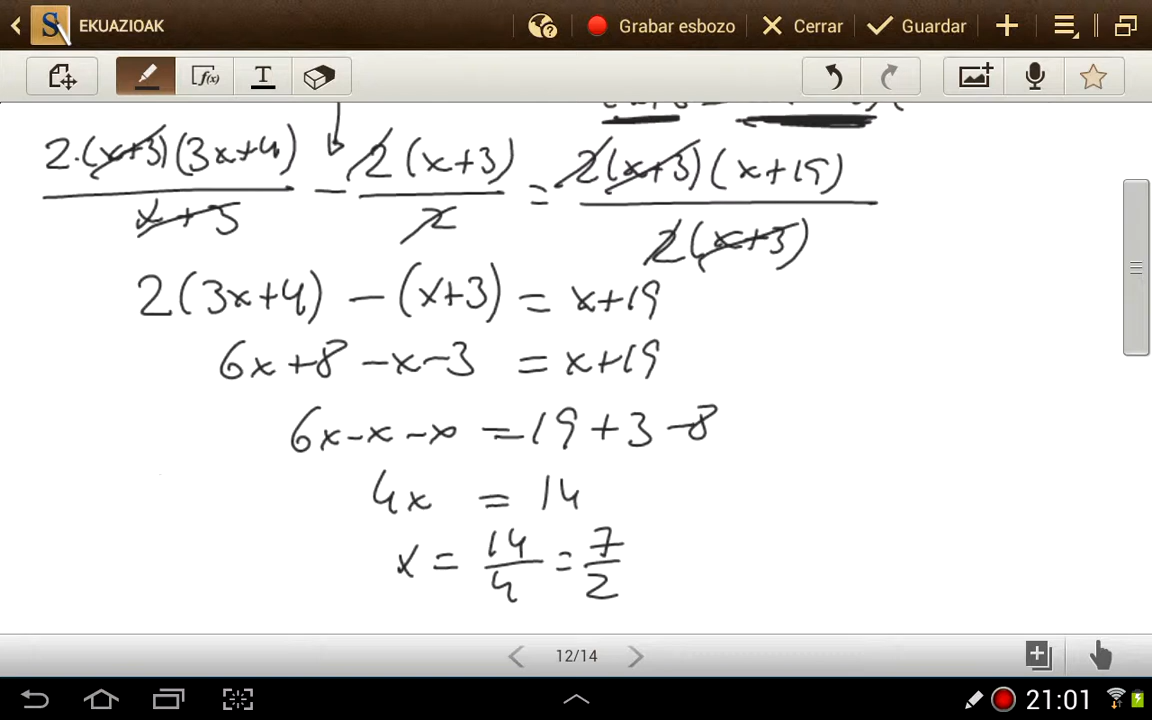 EKUAZIOAK
Grabar esbozo
Cerrar
Guardar
f(x)
T
2·(x+3)(3x+4)/x+3 − 2(x+3)/2 = 2(x+3)(x+19)/2(x+3)
2(3x+4) − (x+3) = x+19
6x+8 −x−3 = x+19
6x−x −x = 19+3−8
4x = 14
x = 14/4 = 7/2
12/14
21:01